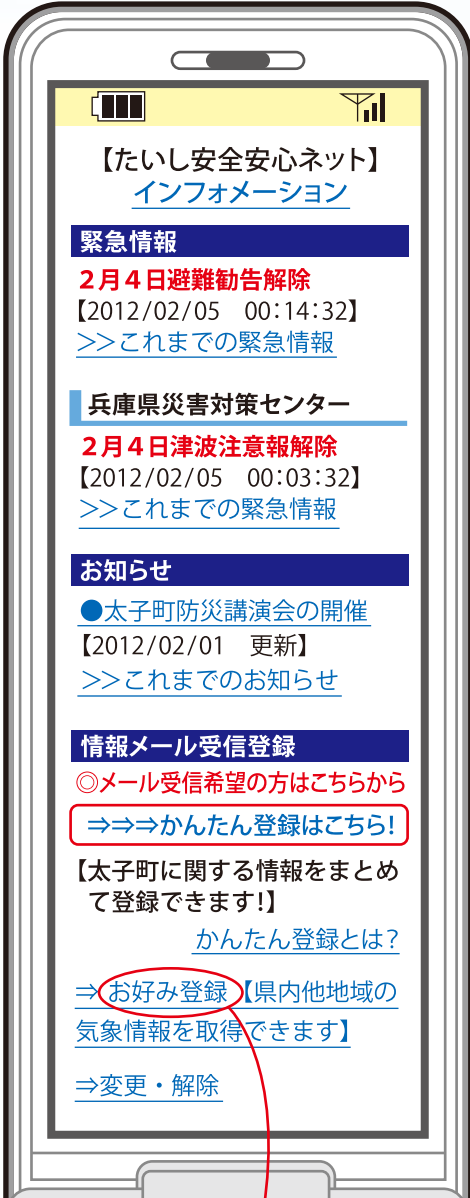 【たいし安全安心ネット】
インフォメーション
緊急情報
２月４日避難勧告解除
【2012/02/05　00:14:32】
>>これまでの緊急情報
兵庫県災害対策センター
２月４日津波注意報解除
【2012/02/05　00:03:32】
>>これまでの緊急情報
お知らせ
●太子町防災講演会の開催
【2012/02/01　更新】
>>これまでのお知らせ
情報メール受信登録
◎メール受信希望の方はこちらから
⇒⇒⇒かんたん登録はこちら!
【太子町に関する情報をまとめ
て登録できます!】
かんたん登録とは?
⇒お好み登録【県内他地域の
気象情報を取得できます】
⇒変更・解除